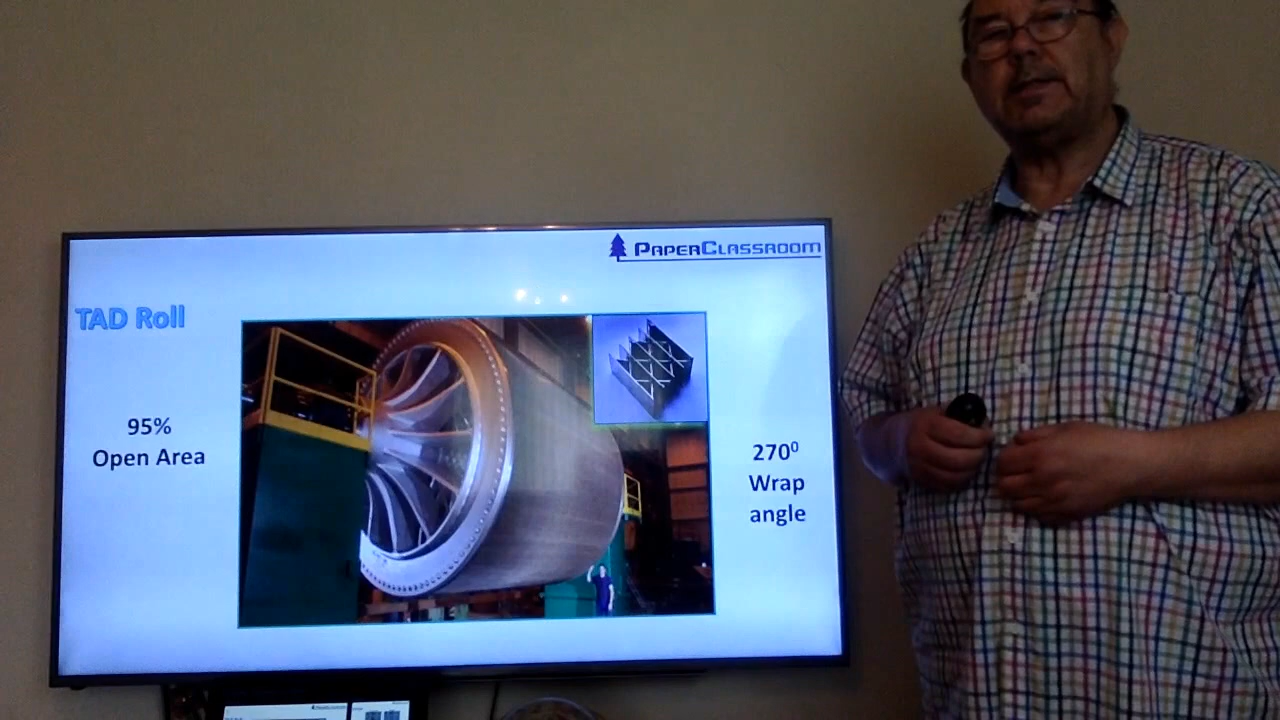 PaperClassroom
TAD Roll
95%
Open Area
270⁰
Wrap
angle